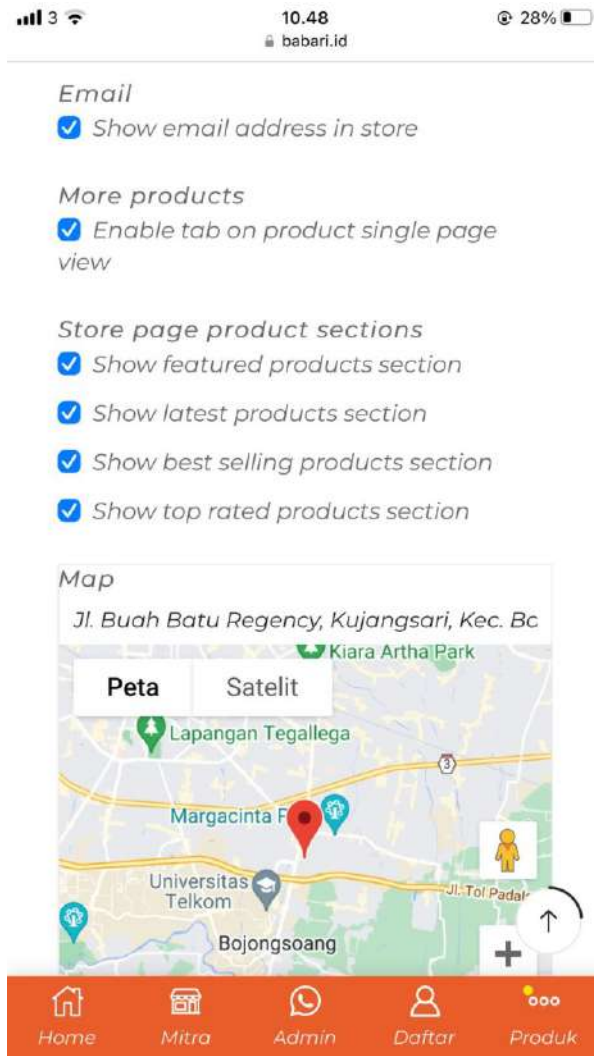 3 10.48 28%
babari.id
Email
Show email address in store
More products
Enable tab on product single page
view
Store page product sections
Show featured products section
Show latest products section
Show best selling products section
Show top rated products section
Map
Jl. Buah Batu Regency, Kujangsari, Kec. Bc
Kiara Artha Park
Peta Satelit
Lapangan Tegallega
3
Margacinta P
Universitas
Telkom
Jl. Tol Padal
Bojongsoang
Home Mitra Admin Daftar Produk